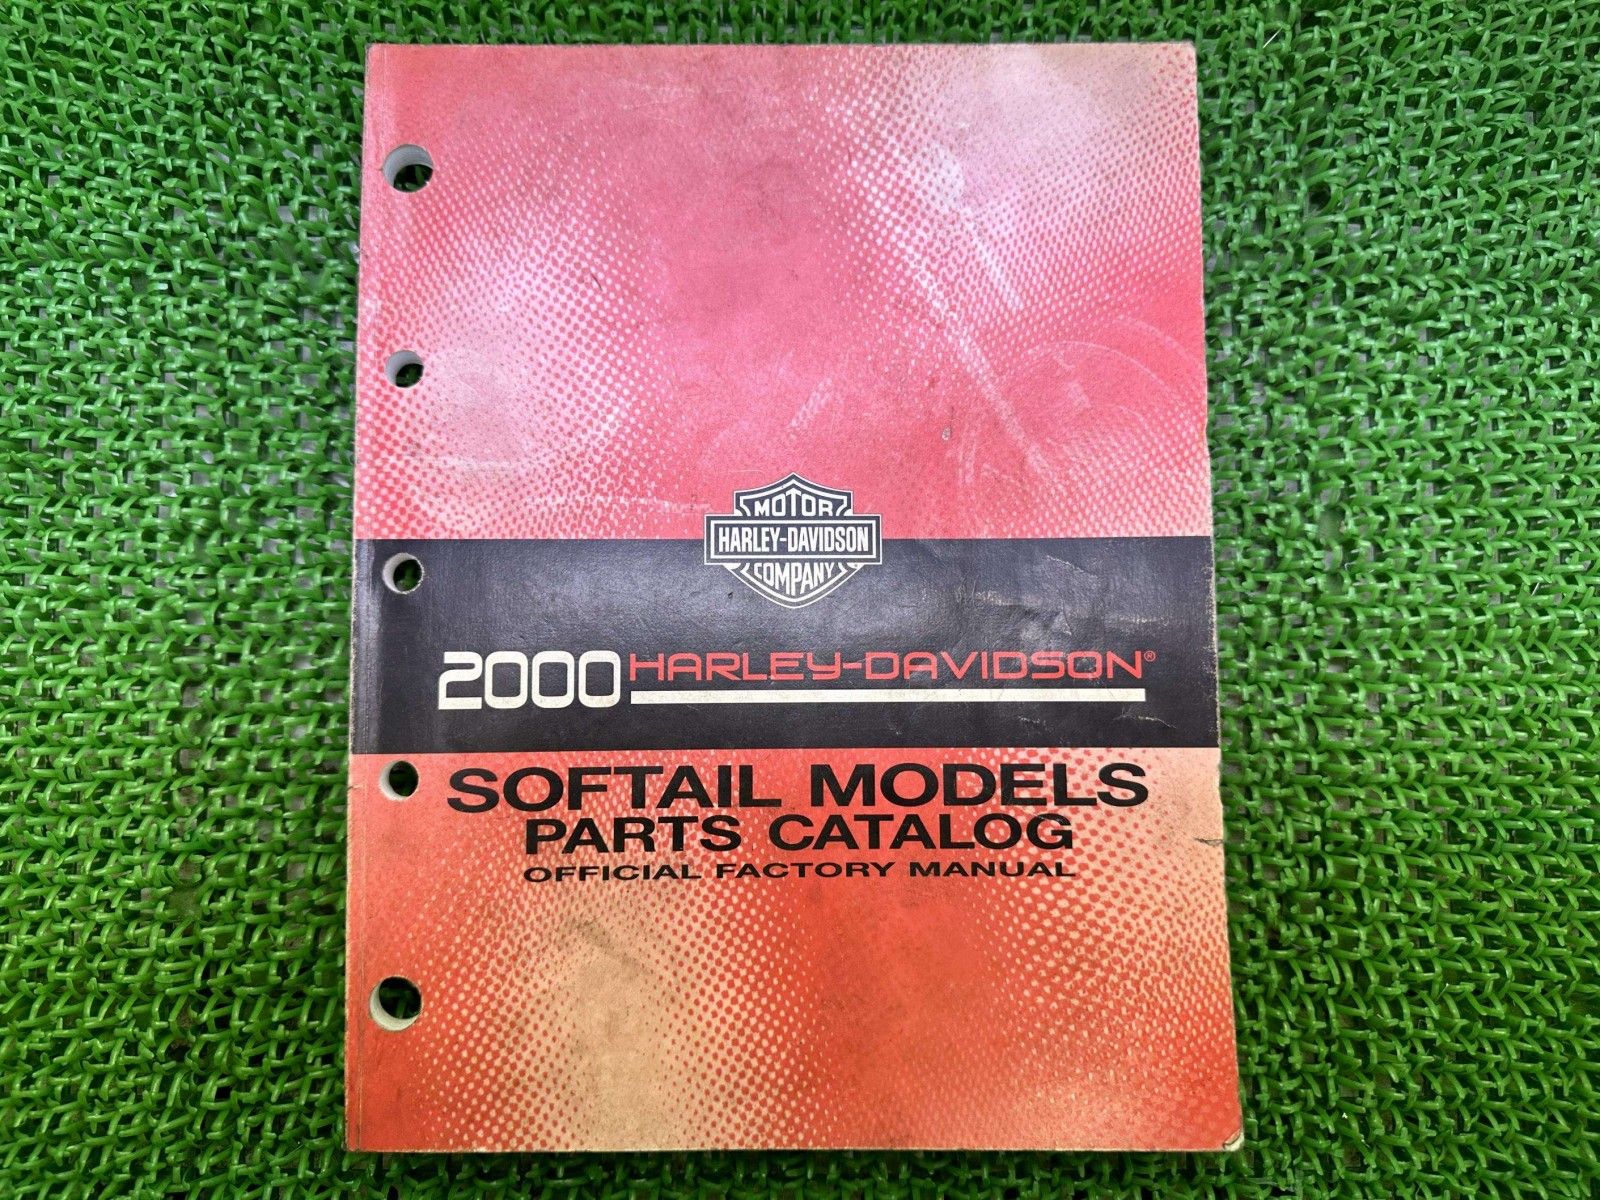 MOTOR
HARLEY-DAVIDSON
COMPANY
2000 HARLEY-DAVIDSON®
SOFTAIL MODELS
PARTS CATALOG
OFFICIAL FACTORY MANUAL